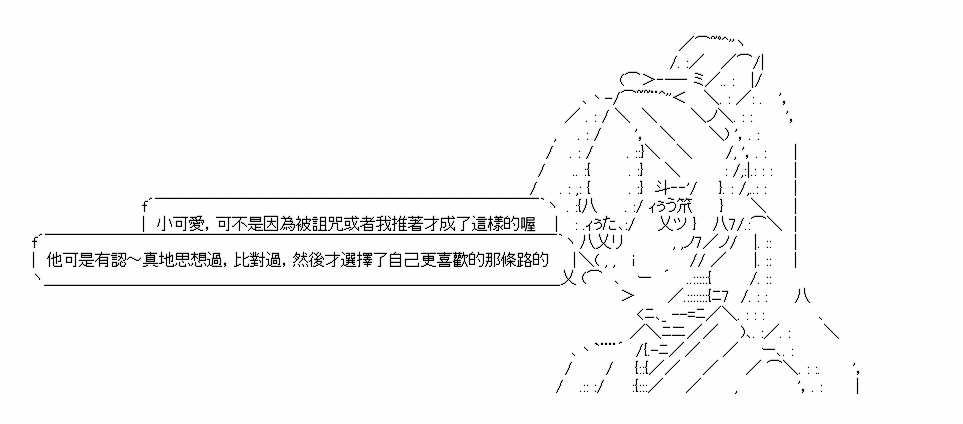 小可愛，可不是因為被詛咒或者我推著才成了這樣的喔
他可是有認～真地思想過，比對過，然後才選擇了自己更喜歡的那條路的